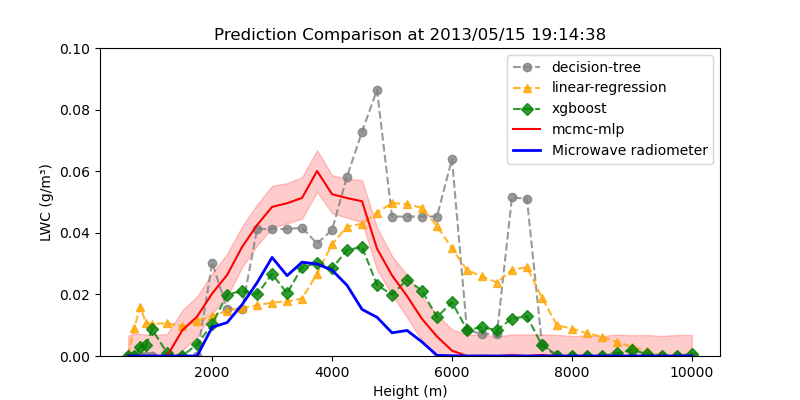 Prediction Comparison at 2013/05/15 19:14:38
0.10
0.08
0.06
0.04
0.02
0.00
LWC (g/m³)
decision-tree
linear-regression
xgboost
mcmc-mlp
Microwave radiometer
2000 4000 6000 8000 10000
Height (m)